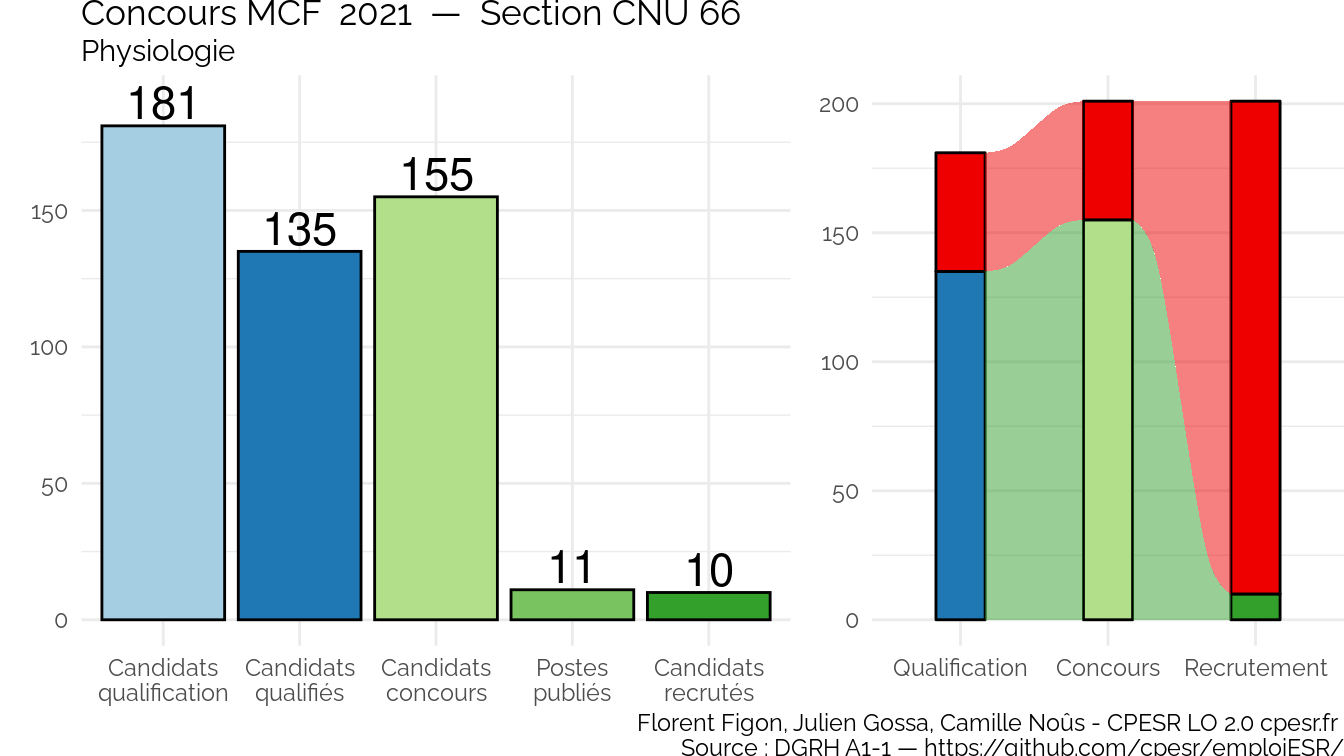 Concours MCF 2021 — Section CNU 66
Physiologie
181
135
155
11
10
150
100
50
0
Candidats qualification
Candidats qualifiés
Candidats concours
Postes publiés
Candidats recrutés
200
150
100
50
0
Qualification
Concours
Recrutement
Florent Figon, Julien Gossa, Camille Noûs - CPESR LO 2.0 cpesr.fr
Source : DGRH A1-1 — https://github.com/cpesr/emploiESR/